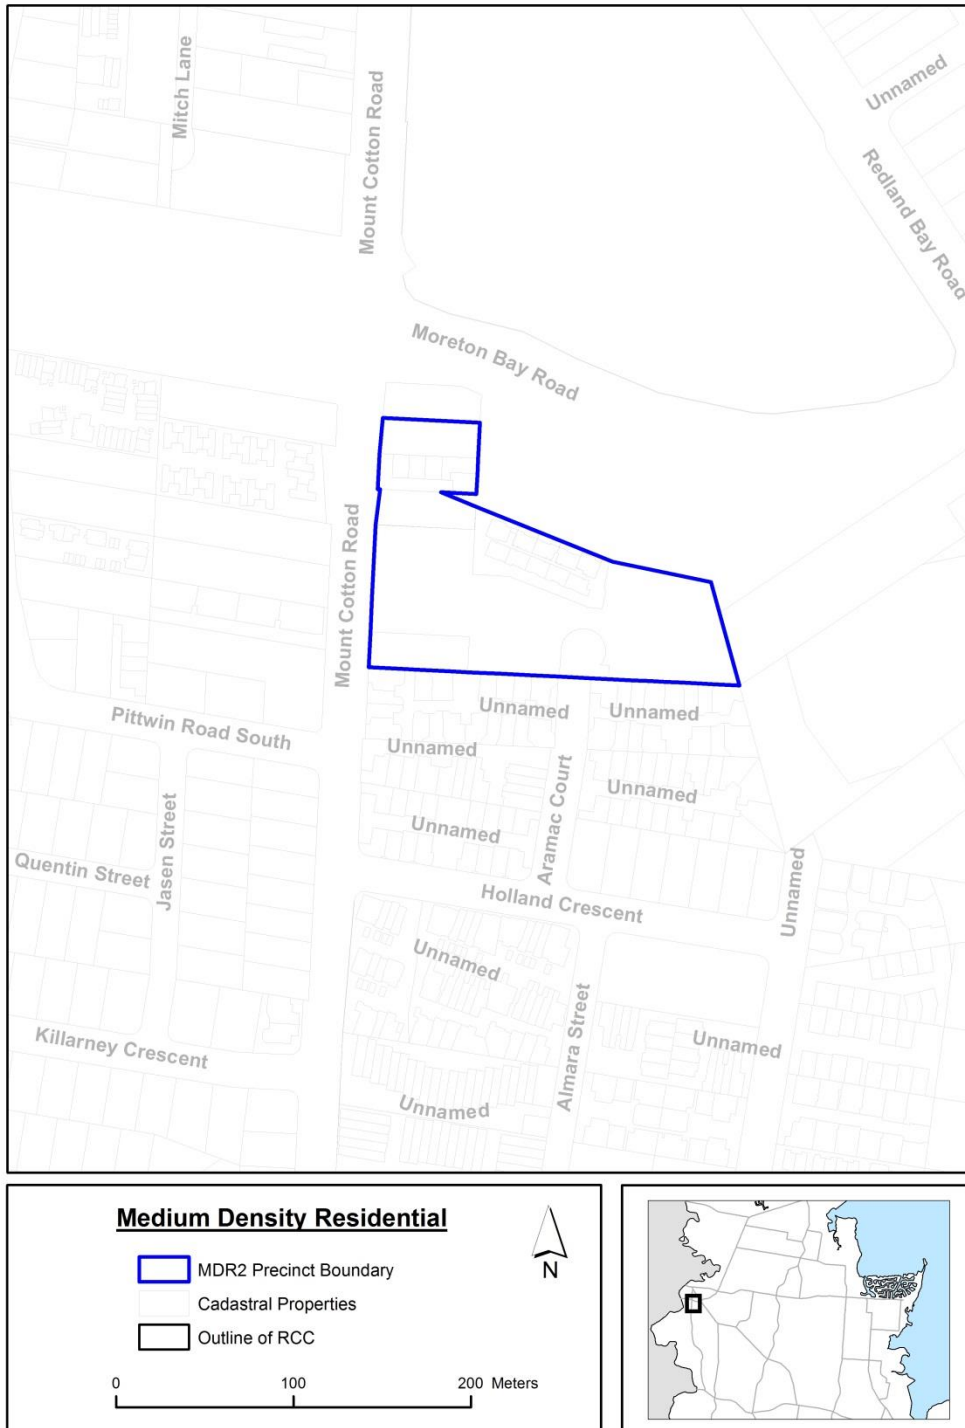 Mitch Lane
Mount Cotton Road
Unnamed
Redland Bay Road
Moreton Bay Road
Mount Cotton Road
Pittwin Road South
Unnamed
Unnamed
Unnamed
Unnamed
Aramac Court
Unnamed
Jasen Street
Quentin Street
Holland Crescent
Unnamed
Unnamed
Almara Street
Killarney Crescent
Unnamed
Unnamed
Medium Density Residential
MDR2 Precinct Boundary
Cadastral Properties
Outline of RCC
N
0 100 200 Meters